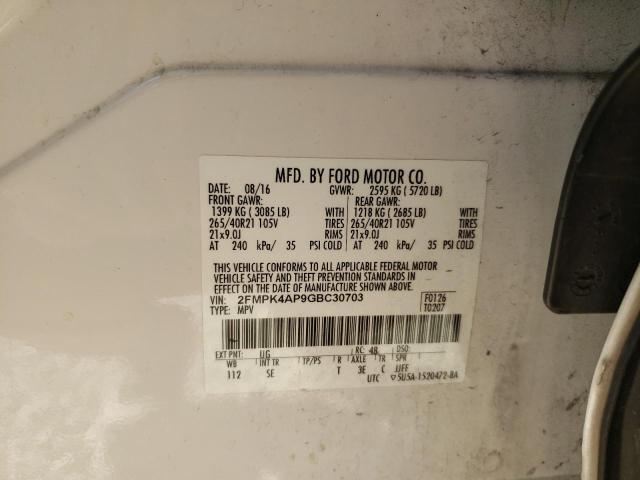 MFD. BY FORD MOTOR CO.
DATE: 08/16 GVWR: 2595 KG ( 5720 LB)
FRONT GAWR: REAR GAWR:
1399 KG ( 3085 LB) WITH 1218 KG ( 2685 LB) WITH
265/40R21 105V TIRES 265/40R21 105V TIRES
21x9.0J RIMS 21x9.0J RIMS
AT 240 kPa/ 35 PSI COLD AT 240 kPa/ 35 PSI COLD
THIS VEHICLE CONFORMS TO ALL APPLICABLE FEDERAL MOTOR
VEHICLE SAFETY AND THEFT PREVENTION STANDARDS IN
EFFECT ON THE DATE OF MANUFACTURE SHOWN ABOVE.
VIN: 2FMPK4AP9GBC30703 F0126
TYPE: MPV T0207
EXT PNT: UG RC: 48 DSO:
WB INT TR TP/PS R AXLE TR SPR
112 SE T 3E C JJFF
UTC ▽5U5A-1520472-BA